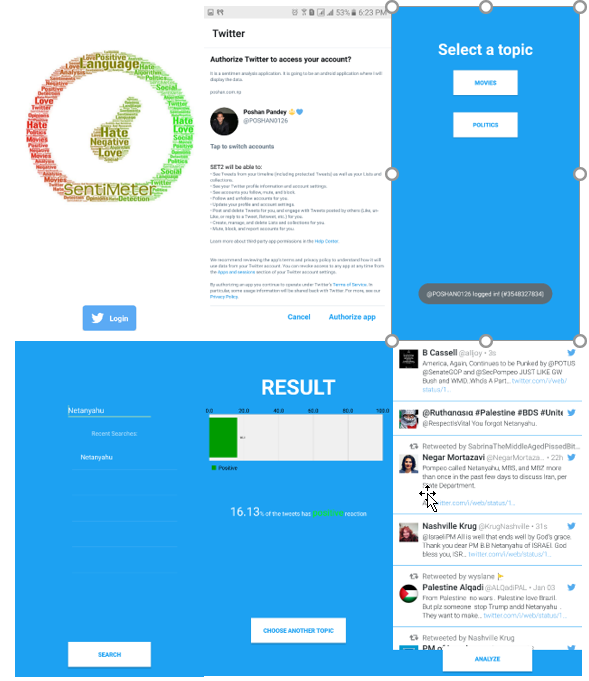 Positive
Language
Hate
Analysis
Love
Twitter
Hate
Politics
Movies
Positive
Social
Hate
Love
Social
Language
Twitter
Detection
Hate
Negative
Love
SentiMeter
Login
53% 6:23 PM
Twitter
Authorize Twitter to access your account?
It is a sentiment analysis application. It is going to be an android application where I will
display the data.
poshan.com.np
Poshan Pandey
@POSHAN0126
Tap to switch accounts
SET2 will be able to:
• See Tweets from your timeline (including protected Tweets) as well as your Lists and
collections.
• See your Twitter profile information and account settings.
• See accounts you follow, mute, and block.
• Follow and unfollow accounts for you.
• Update your profile and account settings.
• Post and delete Tweets for you, and engage with Tweets posted by others (Like, un-
Like, or reply to a Tweet, Retweet, etc.) for you.
• Create, manage, and delete Lists and collections for you.
• Mute, block, and report accounts for you.
Learn more about third-party app permissions in the Help Center.
We recommend reviewing the app's terms and privacy policy to understand how it will
use data from your Twitter account. You can revoke access to any app at any time from
the Apps and sessions section of your Twitter account settings.
By authorizing an app you continue to operate under Twitter's Terms of Service. In
particular, some usage information will be shared back with Twitter. For more, see our
Privacy Policy.
Cancel Authorize app
Select a topic
MOVIES
POLITICS
@POSHAN0126 logged in! (#3548327834)
Netanyahu
Recent Searches:
Netanyahu
SEARCH
RESULT
0.0 20.0 40.0 60.0 80.0 100.0
Positive
16.13% of the tweets has reaction
CHOOSE ANOTHER TOPIC
B Cassell @alljoy • 3s
America, Again, Continues to be Punked by @POTUS
@SenateGOP and @SecPompeo JUST LIKE GW
Bush and WMD..Who's A Part... twitter.com/i/web/
status/1...
@Ruthanasia #Palestine #BDS #Unite
@RespectIsVital You forgot Netanyahu.
Retweeted by SabrinaTheMiddleAgedPissedBit...
Negar Mortazavi @NegarMortaza... • 22h
Pompeo called Netanyahu, MBS, and MBZ more
than once in the past few days to discuss Iran, per
State Department.
twitter.com/i/web/status/1...
Nashville Krug @KrugNashville • 31s
@IsraeliPM All is well that ends well by God's grace.
Thank you dear PM B.B Netanyahu of ISRAEL. God
bless you, ISR... twitter.com/i/web/status/1...
Retweeted by wyslane
Palestine Alqadi @ALQadiPAL • Jan 03
From Palestine no wars . Palestine love Brazil.
But plz someone stop Trump andd Netanyahu .
They want to make... twitter.com/i/web/status/1...
Retweeted by Nashville Krug
ANALYZE